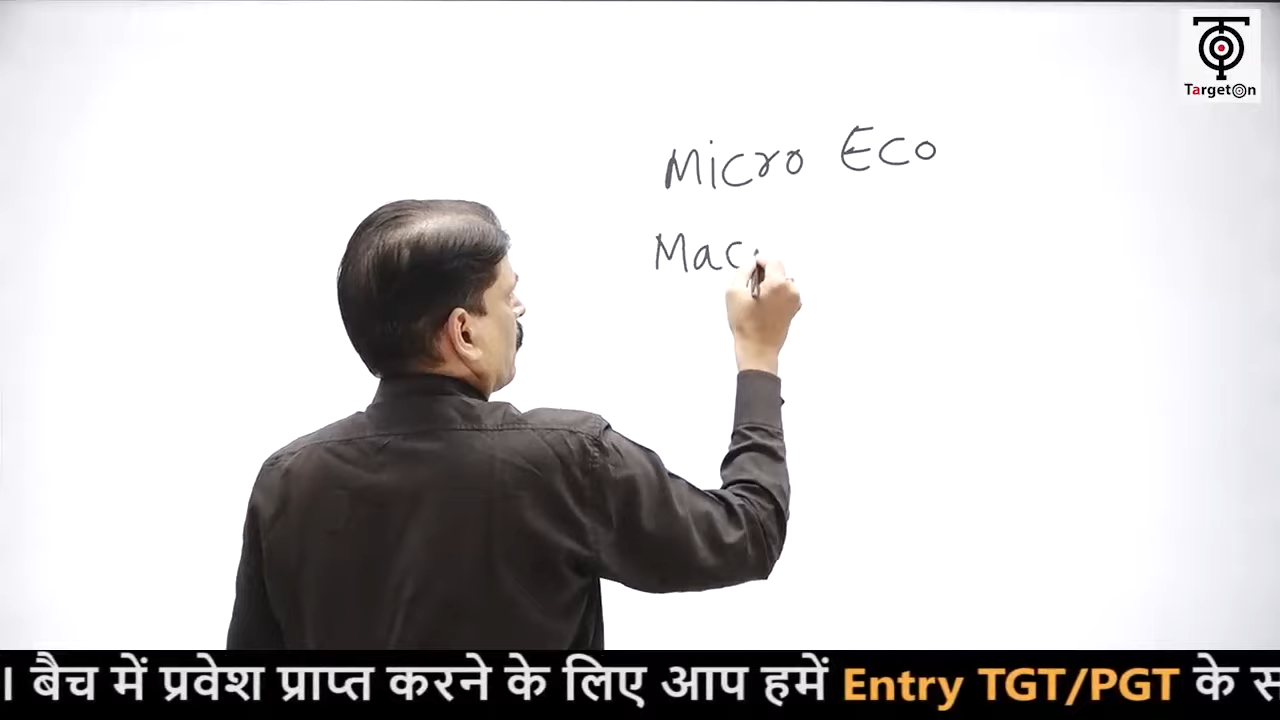 TargetOn
Micro Eco
Mac
। बैच में प्रवेश प्राप्त करने के लिए आप हमें Entry TGT/PGT के स